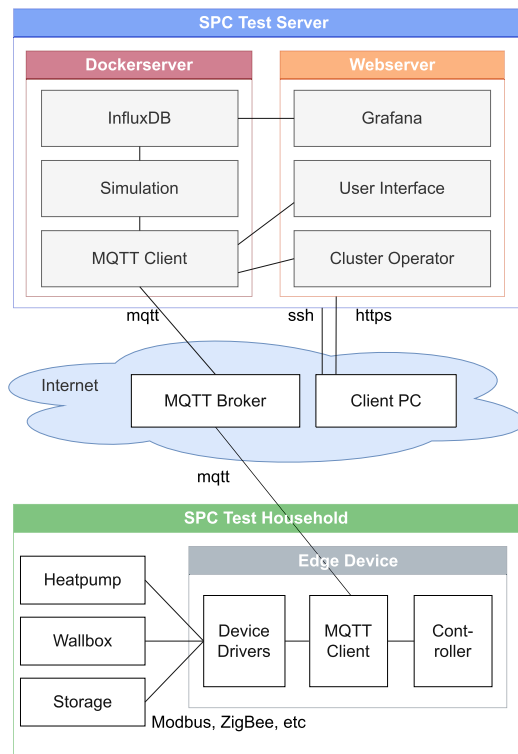 SPC Test Server
Dockerserver
Webserver
InfluxDB
Grafana
Simulation
User Interface
MQTT Client
Cluster Operator
mqtt
ssh
https
Internet
MQTT Broker
Client PC
mqtt
SPC Test Household
Edge Device
Heatpump
Wallbox
Storage
Device
Drivers
MQTT
Client
Cont-
roller
Modbus, ZigBee, etc